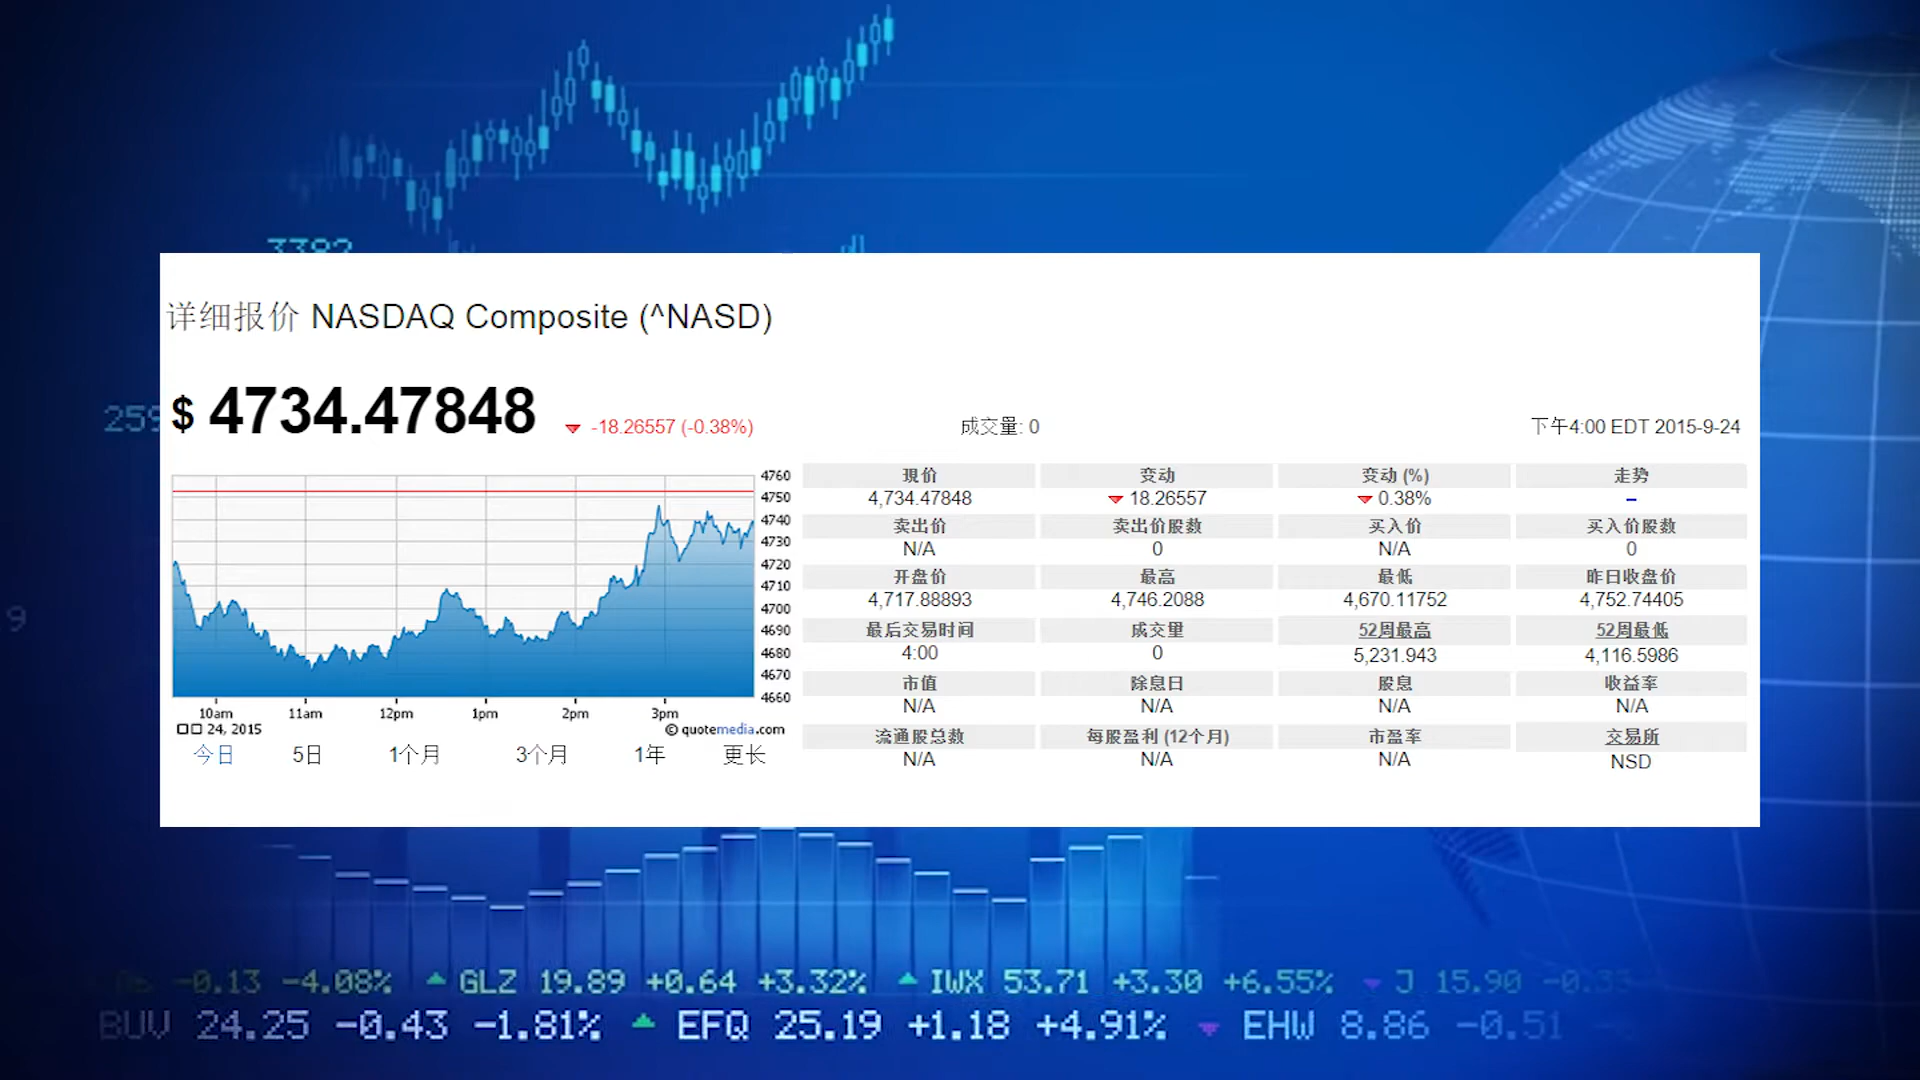 3392
259
9
详细报价 NASDAQ Composite (^NASD)
$ 4734.47848 -18.26557 (-0.38%) 成交量: 0 下午4:00 EDT 2015-9-24
4760
4750
4740
4730
4720
4710
4700
4690
4680
4670
4660
10am 11am 12pm 1pm 2pm 3pm
24, 2015 © quotemedia.com
今日 5日 1个月 3个月 1年 更长
现价 变动 变动 (%) 走势
4,734.47848 18.26557 0.38% –
卖出价 卖出价股数 买入价 买入价股数
N/A 0 N/A 0
开盘价 最高 最低 昨日收盘价
4,717.88893 4,746.2088 4,670.11752 4,752.74405
最后交易时间 成交量 52周最高 52周最低
4:00 0 5,231.943 4,116.5986
市值 除息日 股息 收益率
N/A N/A N/A N/A
流通股总数 每股盈利 (12个月) 市盈率 交易所
N/A N/A N/A NSD
-0.13 -4.08% GLZ 19.89 +0.64 +3.32% IWX 53.71 +3.30 +6.55% J 15.90 -0.33
BUV 24.25 -0.43 -1.81% EFQ 25.19 +1.18 +4.91% EHW 8.86 -0.51